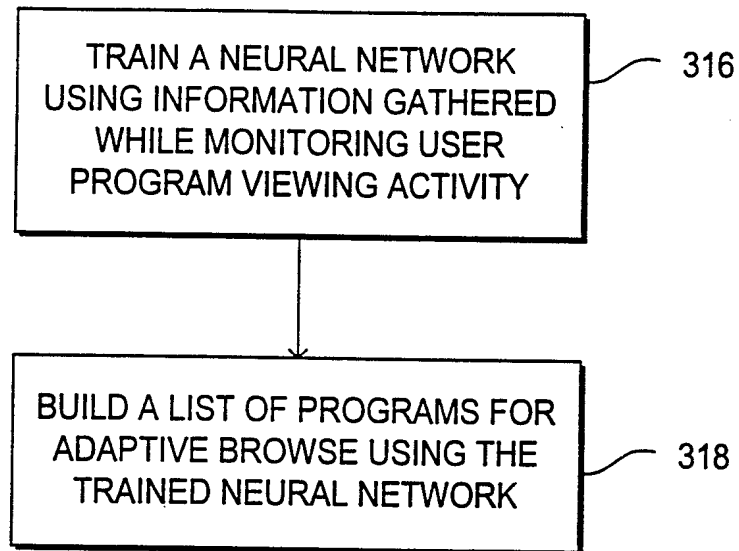 TRAIN A NEURAL NETWORK
USING INFORMATION GATHERED
WHILE MONITORING USER
PROGRAM VIEWING ACTIVITY
316
BUILD A LIST OF PROGRAMS FOR
ADAPTIVE BROWSE USING THE
TRAINED NEURAL NETWORK
318